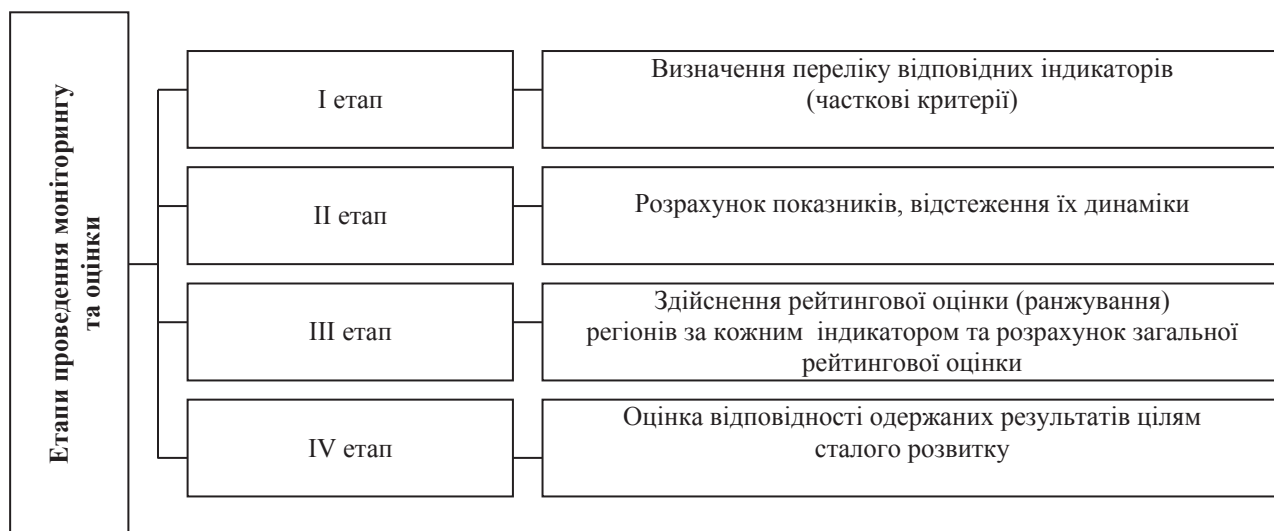 Етапи проведення моніторингу
та оцінки
I етап
Визначення переліку відповідних індикаторів
(часткові критерії)
II етап
Розрахунок показників, відстеження їх динаміки
III етап
Здійснення рейтингової оцінки (ранжування)
регіонів за кожним індикатором та розрахунок загальної
рейтингової оцінки
IV етап
Оцінка відповідності одержаних результатів цілям
сталого розвитку